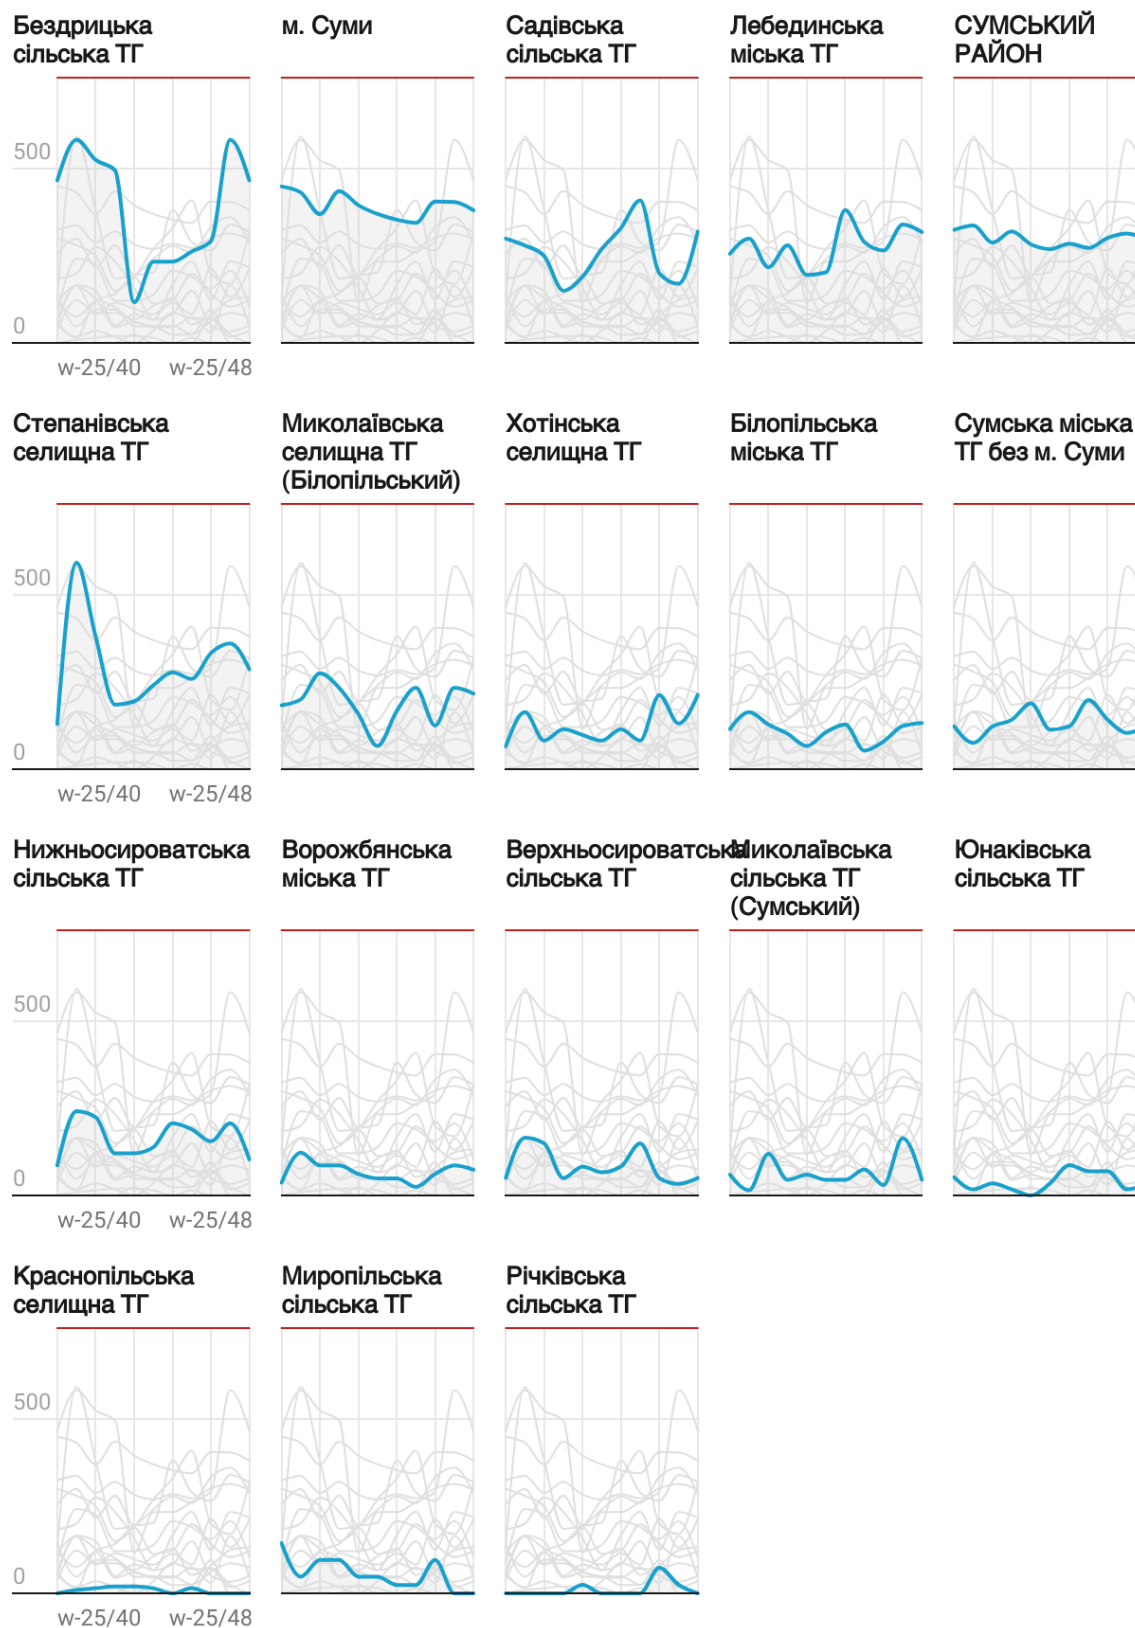 Бездрицька
сільська ТГ
м. Суми
Садівська
сільська ТГ
Лебединська
міська ТГ
СУМСЬКИЙ
РАЙОН
500
0
w-25/40
w-25/48
Степанівська
селищна ТГ
Миколаївська
селищна ТГ
(Білопільський)
Хотінська
селищна ТГ
Білопільська
міська ТГ
Сумська міська
ТГ без м. Суми
500
0
w-25/40
w-25/48
Нижньосироватська
сільська ТГ
Ворожбянська
міська ТГ
Верхньосироватська
сільська ТГ
Миколаївська
сільська ТГ
(Сумський)
Юнаківська
сільська ТГ
500
0
w-25/40
w-25/48
Краснопільська
селищна ТГ
Миропільська
сільська ТГ
Річківська
сільська ТГ
500
0
w-25/40
w-25/48